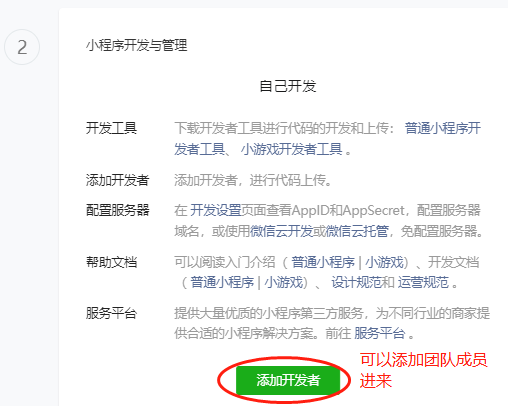 2
小程序开发与管理
自己开发
开发工具 下载开发者工具进行代码的开发和上传： 普通小程序开
发者工具、 小游戏开发者工具 。
添加开发者 添加开发者，进行代码上传。
配置服务器 在 开发设置页面查看AppID和AppSecret，配置服务器
域名，或使用微信云开发或微信云托管，免配置服务器。
帮助文档 可以阅读入门介绍（ 普通小程序 | 小游戏）、开发文档
（ 普通小程序 | 小游戏）、 设计规范和 运营规范 。
服务平台 提供大量优质的小程序第三方服务，为不同行业的商家提
供合适的小程序解决方案。前往 服务平台 。
添加开发者
可以添加团队成员
进来